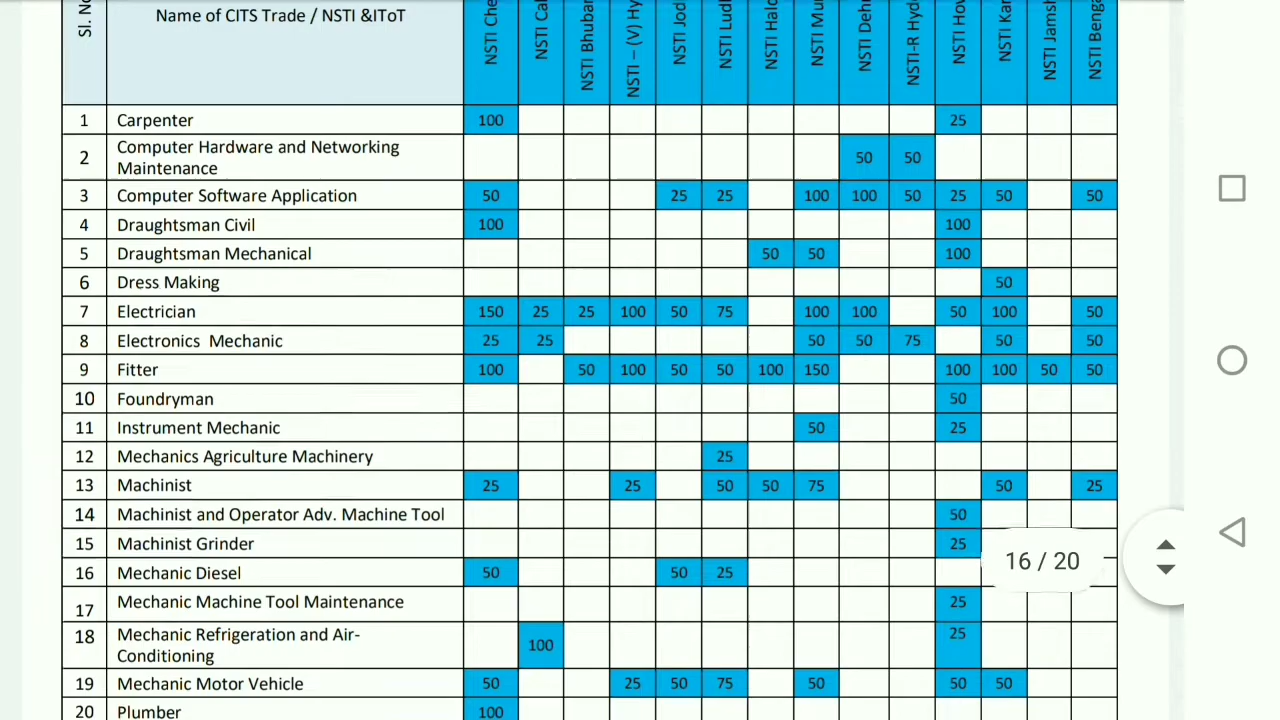 Sl. No
Name of CITS Trade / NSTI &IToT
NSTI Che
NSTI Cal
NSTI Bhubar
NSTI – (V) Hy
NSTI Jod
NSTI Ludh
NSTI Hald
NSTI Mu
NSTI Dehr
NSTI-R Hyd
NSTI How
NSTI Kar
NSTI Jamsh
NSTI Benga
1 Carpenter 100 25
2 Computer Hardware and Networking
Maintenance 50 50
3 Computer Software Application 50 25 25 100 100 50 25 50 50
4 Draughtsman Civil 100 100
5 Draughtsman Mechanical 50 50 100
6 Dress Making 50
7 Electrician 150 25 25 100 50 75 100 100 50 100 50
8 Electronics Mechanic 25 25 50 50 75 50 50
9 Fitter 100 50 100 50 50 100 150 100 100 50 50
10 Foundryman 50
11 Instrument Mechanic 50 25
12 Mechanics Agriculture Machinery 25
13 Machinist 25 25 50 50 75 50 25
14 Machinist and Operator Adv. Machine Tool 50
15 Machinist Grinder 25
16 / 20
16 Mechanic Diesel 50 50 25
17 Mechanic Machine Tool Maintenance 25
18 Mechanic Refrigeration and Air-
Conditioning 100 25
19 Mechanic Motor Vehicle 50 25 50 75 50 50 50
20 Plumber 100